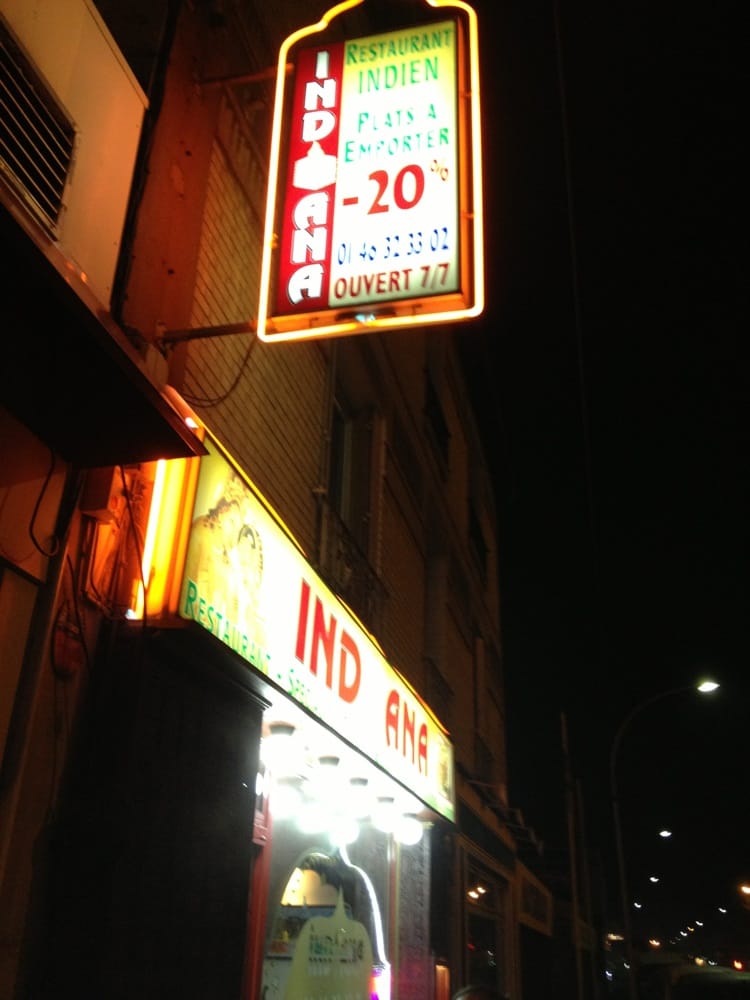 INDIANA
RESTAURANT
INDIEN
PLATS A
EMPORTER
-20%
01 46 32 33 02
OUVERT 7/7
IND ANA
RESTAURANT -